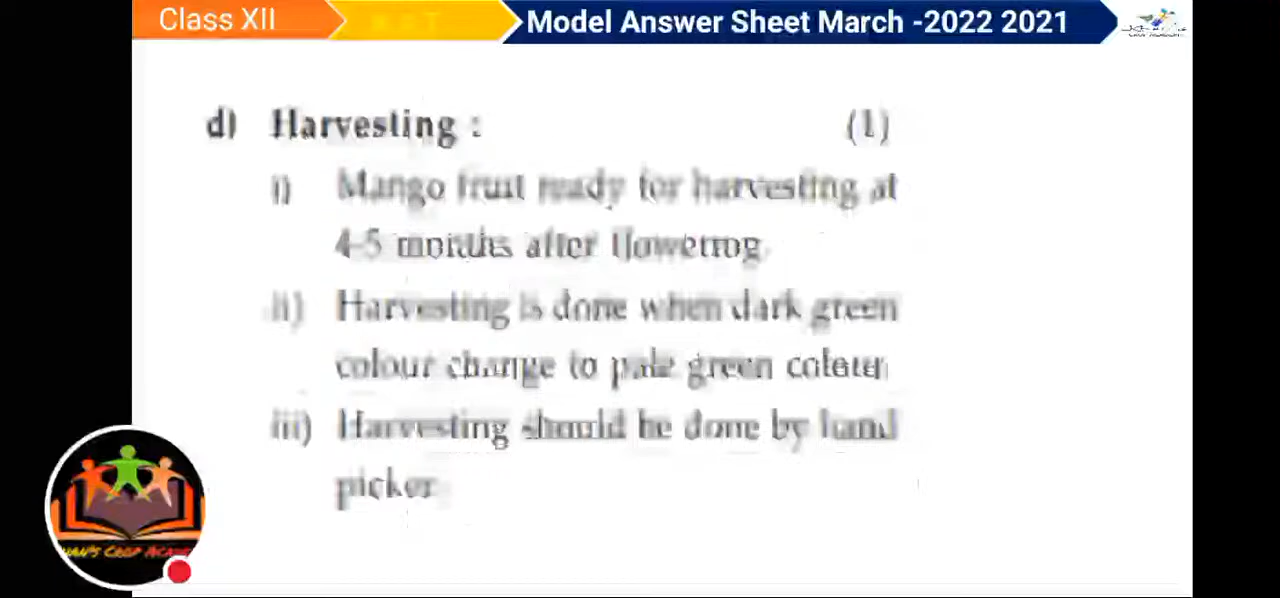 Class XII
Model Answer Sheet March -2022 2021
d) Harvesting : (1)
i) Mango fruit ready for harvesting at
4-5 months after flowering
ii) Harvesting is done when dark green
colour change to pale green colour
iii) Harvesting should be done by hand
picker